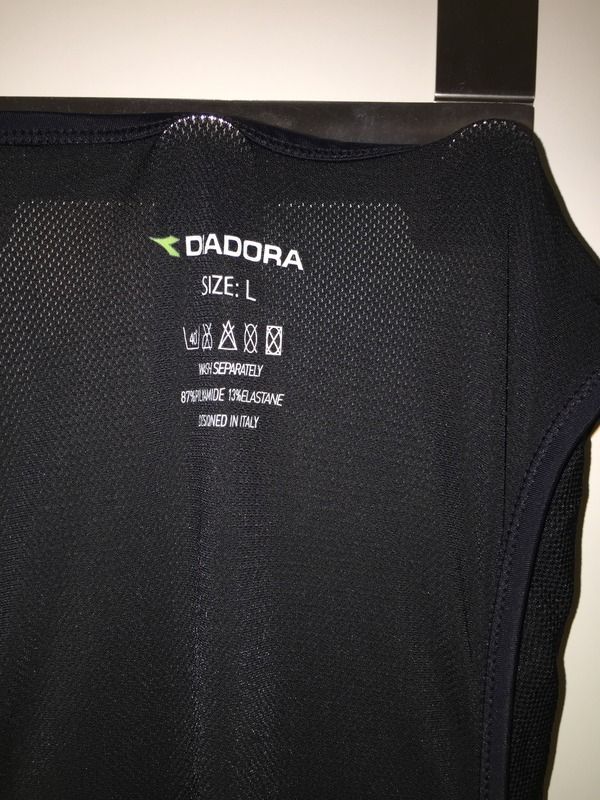 DIADORA
SIZE: L
40
WASH SEPARATELY
87%POLYAMIDE 13%ELASTANE
DESIGNED IN ITALY